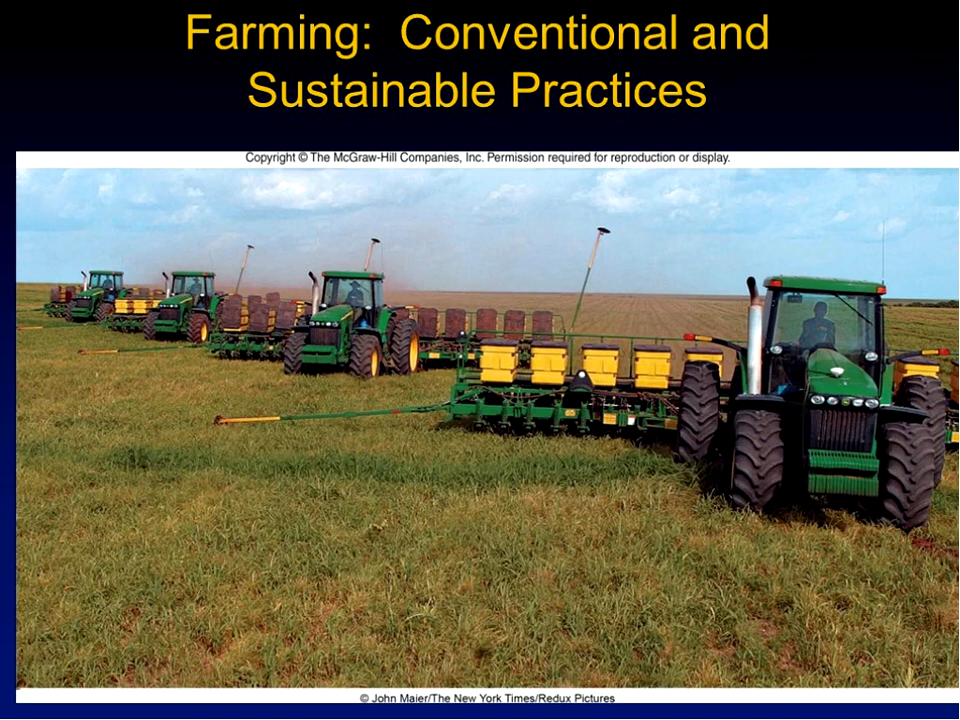 Farming: Conventional and
Sustainable Practices
Copyright © The McGraw-Hill Companies, Inc. Permission required for reproduction or display.
© John Maier/The New York Times/Redux Pictures